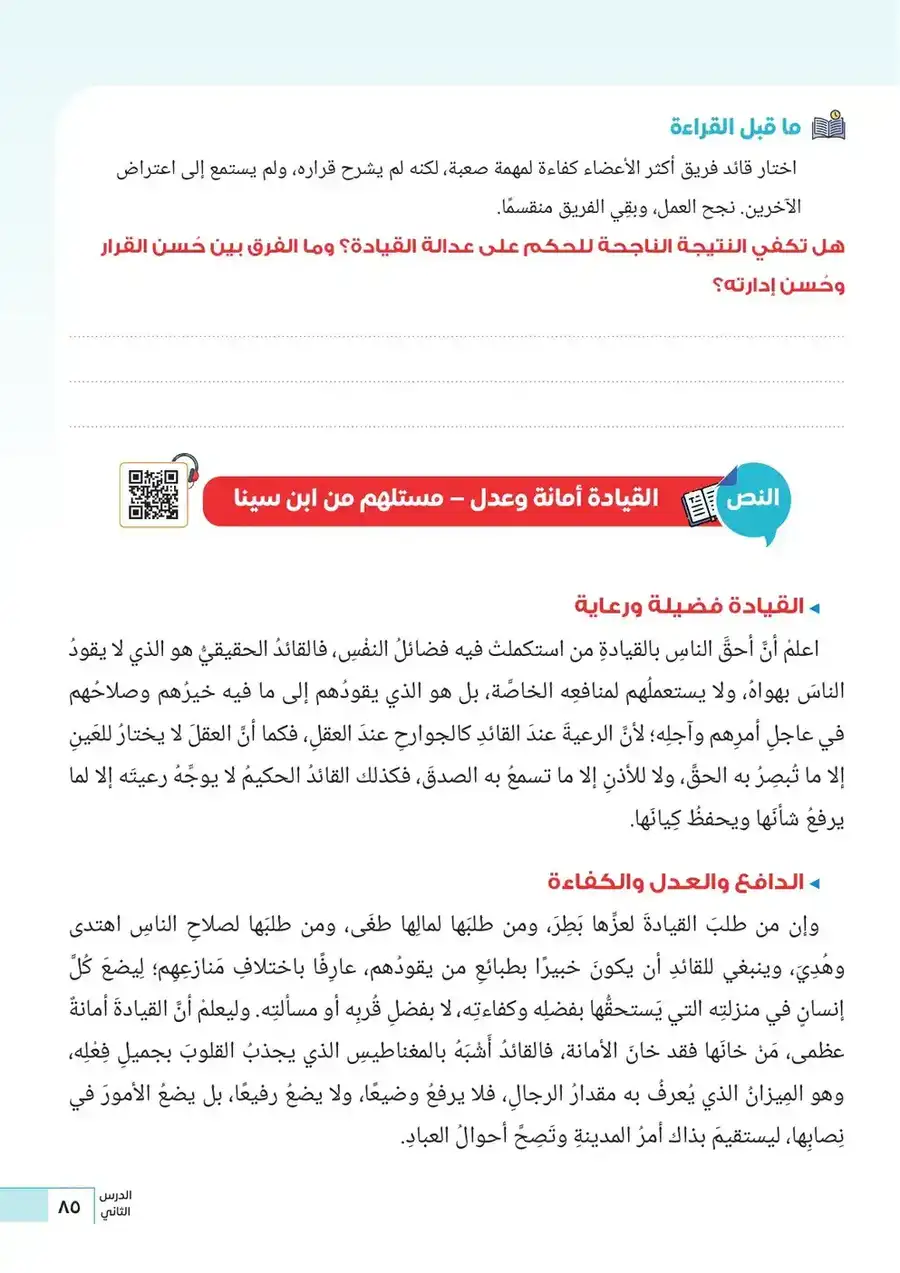 ما قبل القراءة
اختار قائد فريق أكثر الأعضاء كفاءة لمهمة صعبة، لكنه لم يشرح قراره، ولم يستمع إلى اعتراض
الآخرين. نجح العمل، وبقِي الفريق منقسمًا.
هل تكفي النتيجة الناجحة للحكم على عدالة القيادة؟ وما الفرق بين حُسن القرار
وحُسن إدارته؟
النص
القيادة أمانة وعدل – مستلهم من ابن سينا
القيادة فضيلة ورعاية
اعلمْ أنَّ أحقَّ الناسِ بالقيادةِ من استكملتْ فيه فضائلُ النفْسِ، فالقائدُ الحقيقيُّ هو الذي لا يقودُ
الناسَ بهواهُ، ولا يستعملُهم لمنافعِه الخاصَّة، بل هو الذي يقودُهم إلى ما فيه خيرُهم وصلاحُهم
في عاجلِ أمرِهم وآجلِه؛ لأنَّ الرعيةَ عندَ القائدِ كالجوارحِ عندَ العقلِ، فكما أنَّ العقلَ لا يختارُ للعَينِ
إلا ما تُبصِرُ به الحقَّ، ولا للأذنِ إلا ما تسمعُ به الصدقَ، فكذلك القائدُ الحكيمُ لا يوجِّهُ رعيتَه إلا لما
يرفعُ شأنَها ويحفظُ كِيانَها.
الدافع والعدل والكفاءة
وإن من طلبَ القيادةَ لعزِّها بَطِرَ، ومن طلبَها لمالِها طغَى، ومن طلبَها لصلاحِ الناسِ اهتدى
وهُدِيَ، وينبغي للقائدِ أن يكونَ خبيرًا بطبائعِ من يقودُهم، عارِفًا باختلافِ مَنازعِهِم؛ لِيضعَ كُلَّ
إنسانٍ في منزلتِه التي يَستحقُّها بفضلِه وكفاءتِه، لا بفضلِ قُربِه أو مسألتِه. وليعلمْ أنَّ القيادةَ أمانةٌ
عظمى، مَنْ خانَها فقد خانَ الأمانة، فالقائدُ أَشْبَهُ بالمغناطيسِ الذي يجذبُ القلوبَ بجميلِ فِعْلِه،
وهو المِيزانُ الذي يُعرفُ به مقدارُ الرجالِ، فلا يرفعُ وضيعًا، ولا يضعُ رفيعًا، بل يضعُ الأمورَ في
نِصابِها، ليستقيمَ بذاك أمرُ المدينةِ وتَصِحَّ أحوالُ العبادِ.
الدرس
الثاني
٨٥